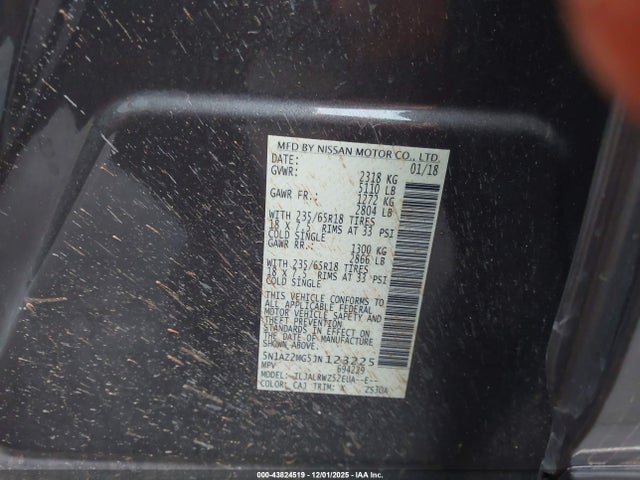 MFD BY NISSAN MOTOR CO., LTD.
DATE: 01/18
GVWR: 2318 KG
5110 LB
GAWR FR.: 1272 KG
2804 LB
WITH 235/65R18 TIRES
18 X 7.5 RIMS AT 33 PSI
COLD SINGLE
GAWR RR.: 1300 KG
2866 LB
WITH 235/65R18 TIRES
18 X 7.5 RIMS AT 33 PSI
COLD SINGLE
THIS VEHICLE CONFORMS TO
ALL APPLICABLE FEDERAL
MOTOR VEHICLE SAFETY AND
THEFT PREVENTION
STANDARDS IN EFFECT ON
THE DATE OF MANUFACTURE
SHOWN ABOVE.
5N1AZ2MG5JN123225
MPV 694239
MODEL: TLJALRWZ52EUA--E---
COLOR: CAJ TRIM: K Z53DA
000-43824519 • 12/01/2025 • IAA Inc.